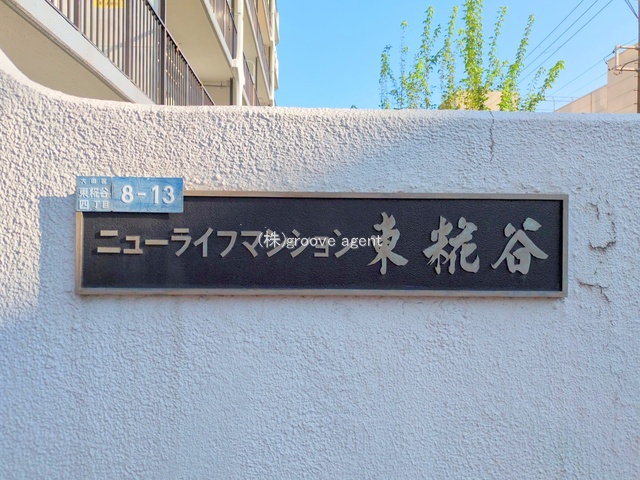 大田区
東糀谷
四丁目
8-13
ニューライフマンション 東糀谷
(株)groove agent